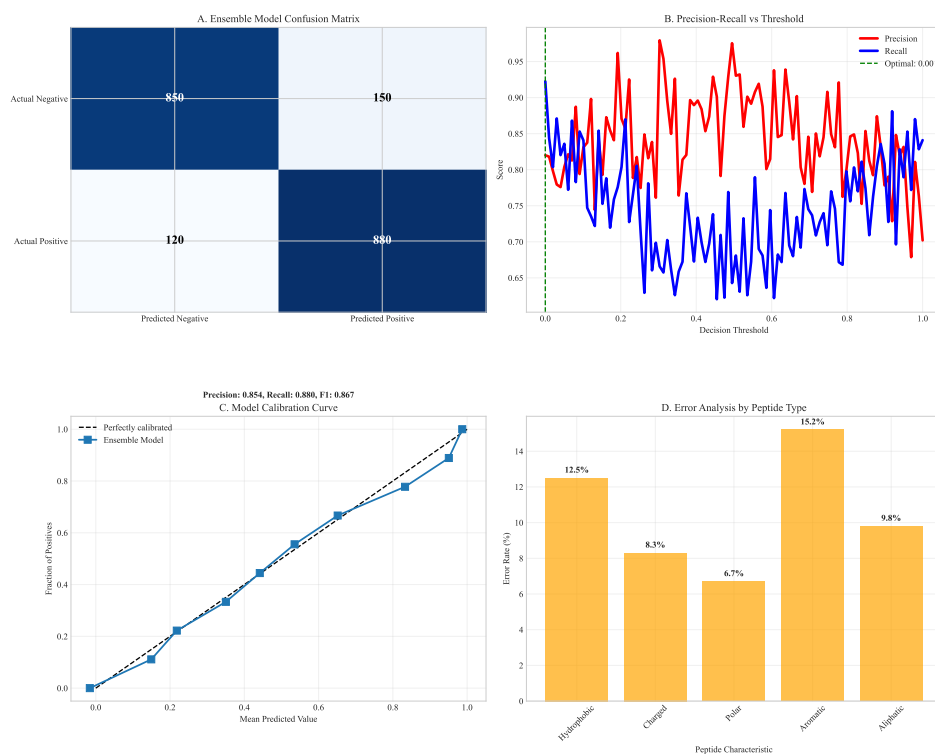 A. Ensemble Model Confusion Matrix
Actual Negative
850
150
Actual Positive
120
880
Predicted Negative
Predicted Positive
B. Precision-Recall vs Threshold
Precision
Recall
Optimal: 0.00
0.95
0.90
0.85
0.80
0.75
0.70
0.65
Score
0.0
0.2
0.4
0.6
0.8
1.0
Decision Threshold
Precision: 0.854, Recall: 0.880, F1: 0.867
C. Model Calibration Curve
Perfectly calibrated
Ensemble Model
1.0
0.8
0.6
0.4
0.2
0.0
Fraction of Positives
0.0
0.2
0.4
0.6
0.8
1.0
Mean Predicted Value
D. Error Analysis by Peptide Type
15.2%
12.5%
9.8%
8.3%
6.7%
14
12
10
8
6
4
2
0
Error Rate (%)
Hydrophobic
Charged
Polar
Aromatic
Aliphatic
Peptide Characteristic